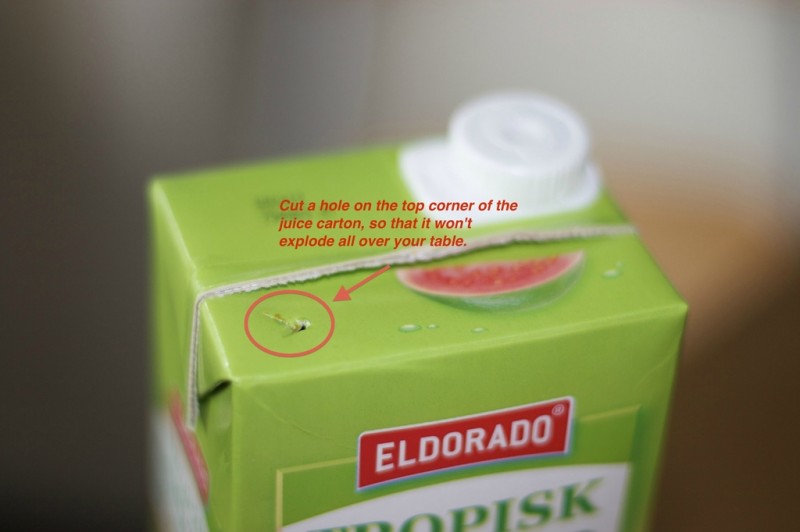 Cut a hole on the top corner of the
juice carton, so that it won't
explode all over your table.
ELDORADO®
TROPISK